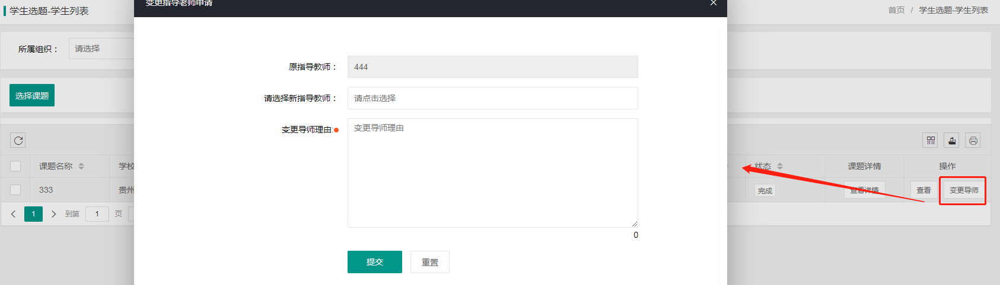 学生选题-学生列表
变更指导老师申请
首页 / 学生选题-学生列表
所属组织：
请选择
原指导教师：
444
选择课题
请选择新指导教师：
请点击选择
变更导师理由:
变更导师理由
课题名称
学校
状态
课题详情
操作
333
贵州
完成
查看详情
查看
变更导师
1
到第
1
页
0
提交
重置